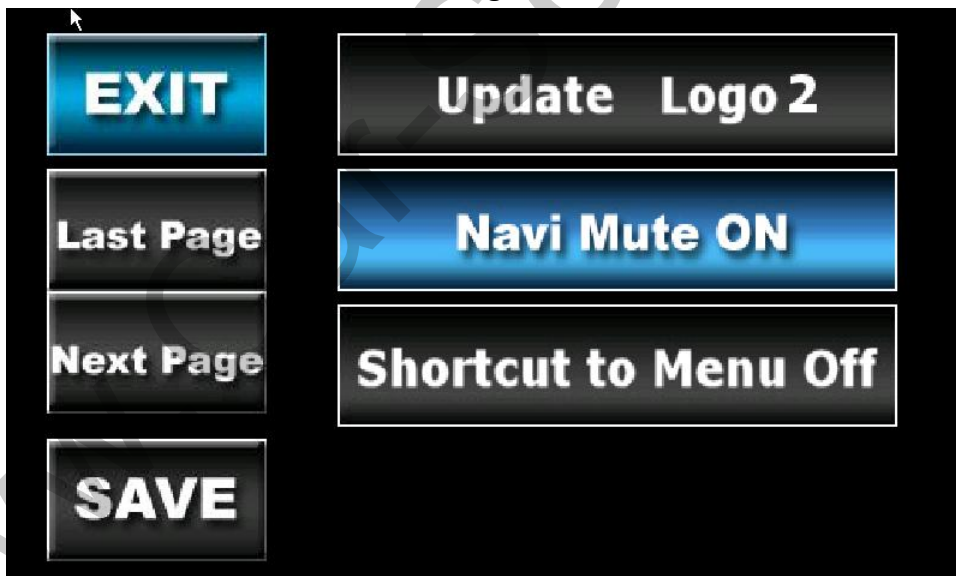 EXIT
Last Page
Next Page
SAVE
Update Logo 2
Navi Mute ON
Shortcut to Menu Off